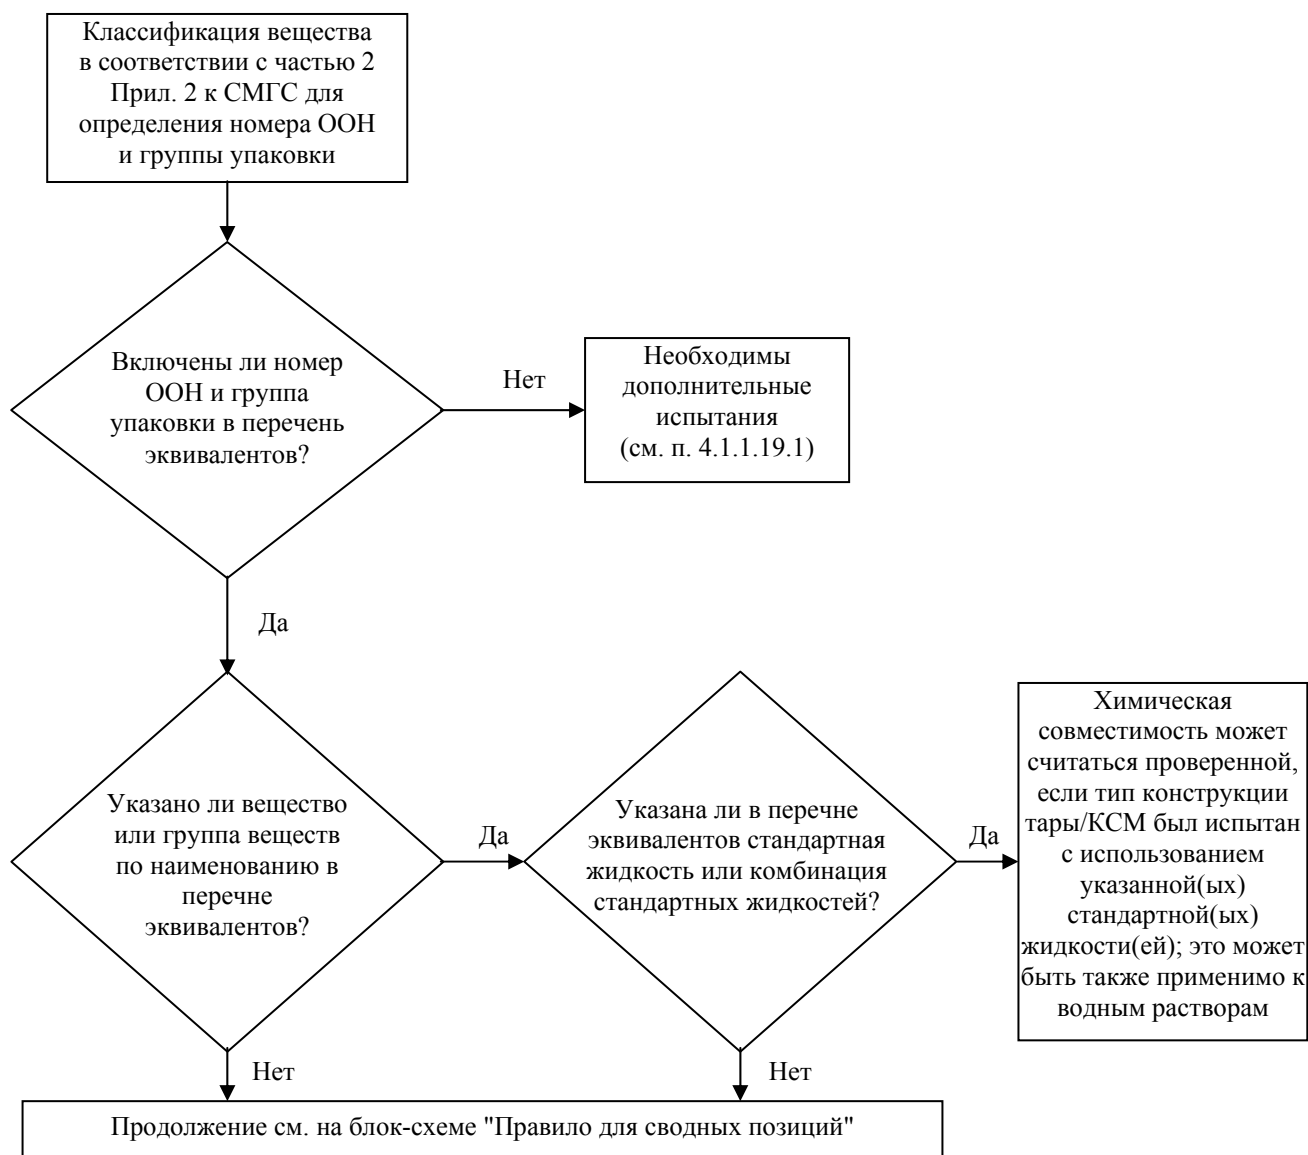 Классификация вещества
в соответствии с частью 2
Прил. 2 к СМГС для
определения номера ООН
и группы упаковки
Включены ли номер
ООН и группа
упаковки в перечень
эквивалентов?
Нет
Необходимы
дополнительные
испытания
(см. п. 4.1.1.19.1)
Да
Указано ли вещество
или группа веществ
по наименованию в
перечне
эквивалентов?
Да
Указана ли в перечне
эквивалентов стандартная
жидкость или комбинация
стандартных жидкостей?
Да
Химическая
совместимость может
считаться проверенной,
если тип конструкции
тары/КСМ был испытан
с использованием
указанной(ых)
стандартной(ых)
жидкости(ей); это может
быть также применимо к
водным растворам
Нет
Нет
Продолжение см. на блок-схеме "Правило для сводных позиций"